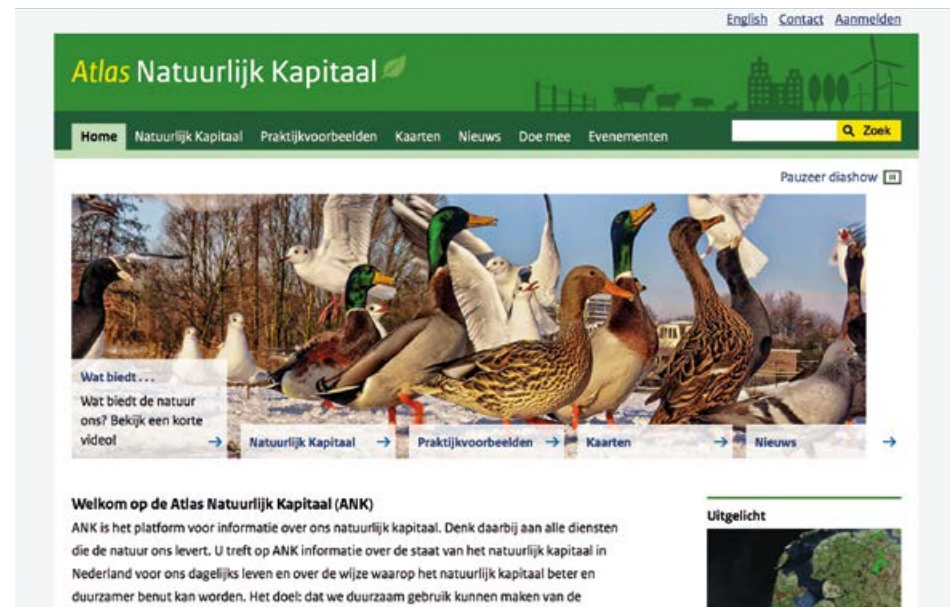 English Contact Aanmelden
Atlas Natuurlijk Kapitaal
Home Natuurlijk Kapitaal Praktijkvoorbeelden Kaarten Nieuws Doe mee Evenementen Zoek
Pauzeer diashow
Wat biedt . . .
Wat biedt de natuur
ons? Bekijk een korte
video!
Natuurlijk Kapitaal
Praktijkvoorbeelden
Kaarten
Nieuws
Welkom op de Atlas Natuurlijk Kapitaal (ANK)
ANK is het platform voor informatie over ons natuurlijk kapitaal. Denk daarbij aan alle diensten
die de natuur ons levert. U treft op ANK informatie over de staat van het natuurlijk kapitaal in
Nederland voor ons dagelijks leven en over de wijze waarop het natuurlijk kapitaal beter en
duurzamer benut kan worden. Het doel: dat we duurzaam gebruik kunnen maken van de
Uitgelicht